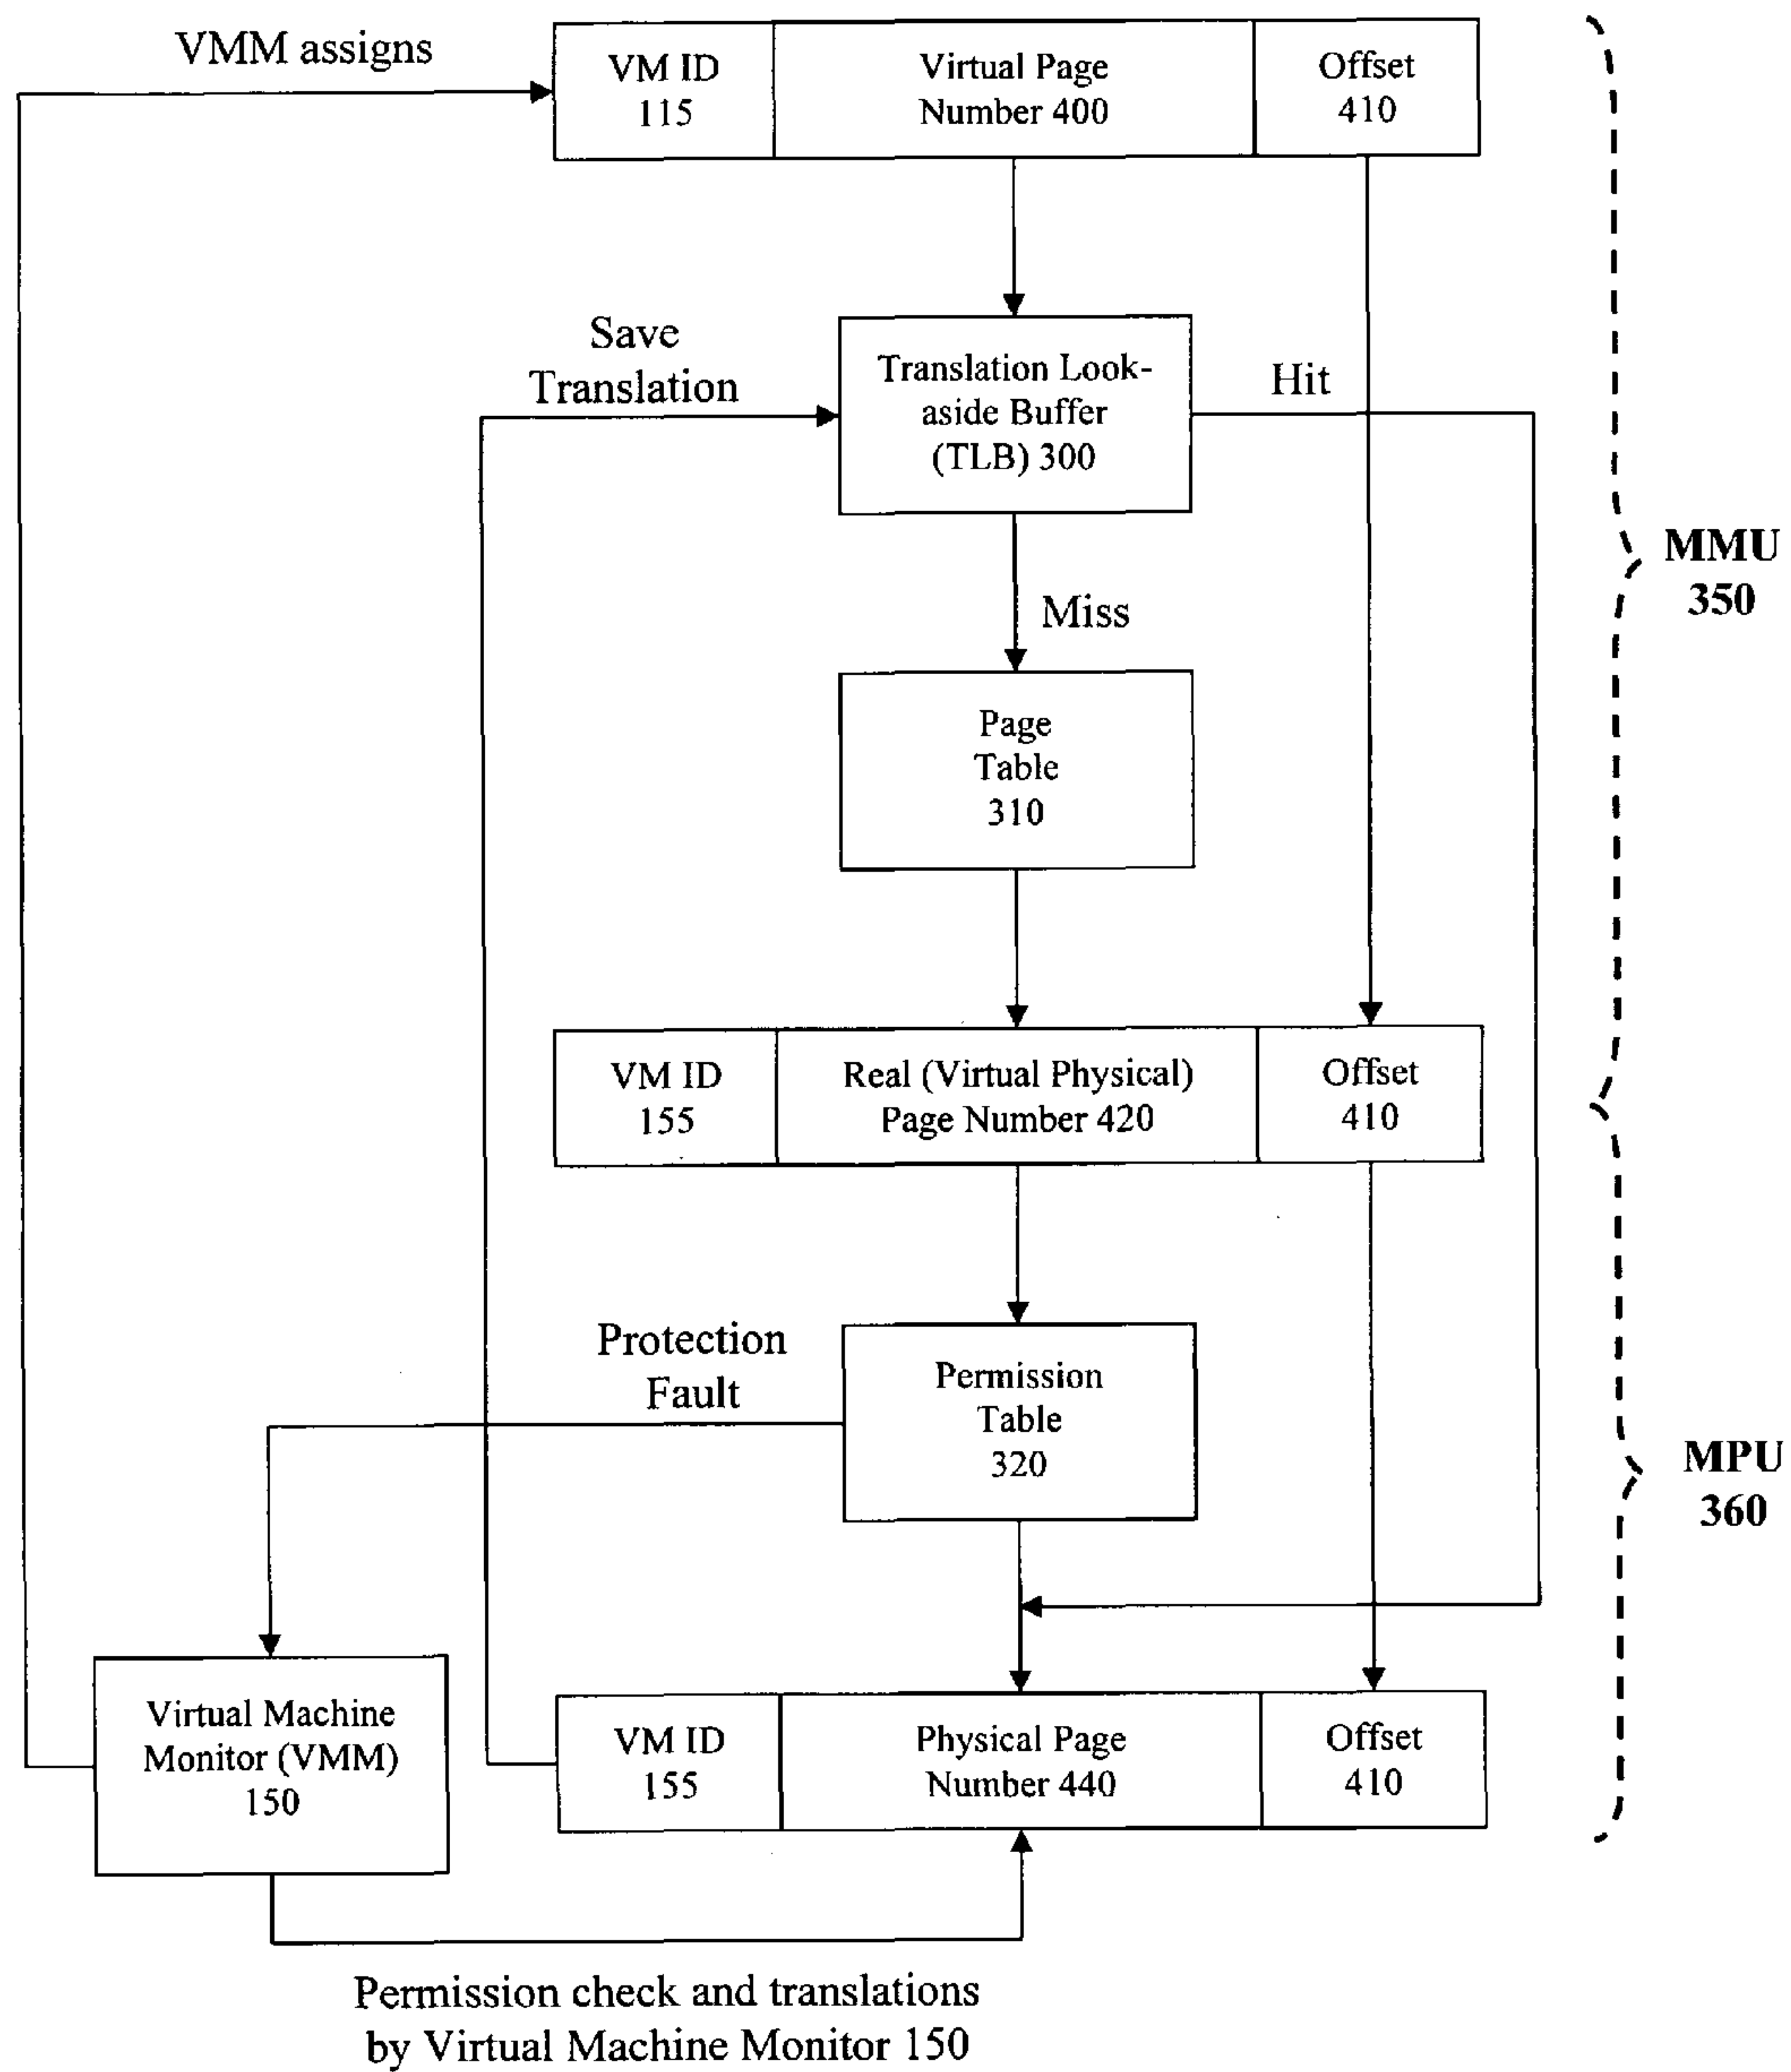 VMM assigns
VM ID
115
Virtual Page
Number 400
Offset
410
Save
Translation
Translation Look-
aside Buffer
(TLB) 300
Hit
MMU
350
Miss
Page
Table
310
VM ID
155
Real (Virtual Physical)
Page Number 420
Offset
410
Protection
Fault
Permission
Table
320
MPU
360
Virtual Machine
Monitor (VMM)
150
VM ID
155
Physical Page
Number 440
Offset
410
Permission check and translations
by Virtual Machine Monitor 150